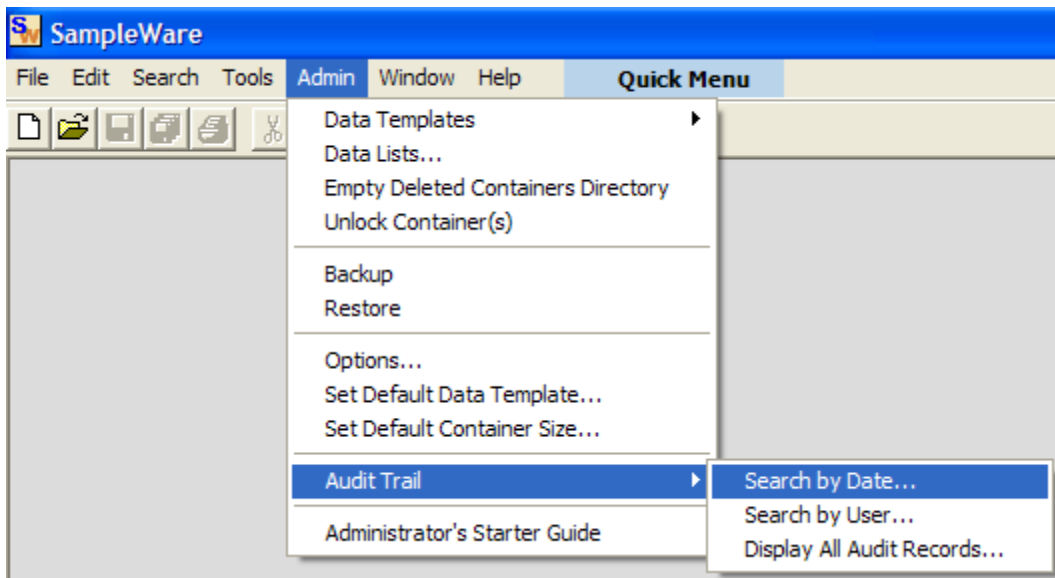 SW SampleWare
File Edit Search Tools Admin Window Help Quick Menu
Data Templates
Data Lists...
Empty Deleted Containers Directory
Unlock Container(s)
Backup
Restore
Options...
Set Default Data Template...
Set Default Container Size...
Audit Trail
Search by Date...
Search by User...
Administrator's Starter Guide
Display All Audit Records...